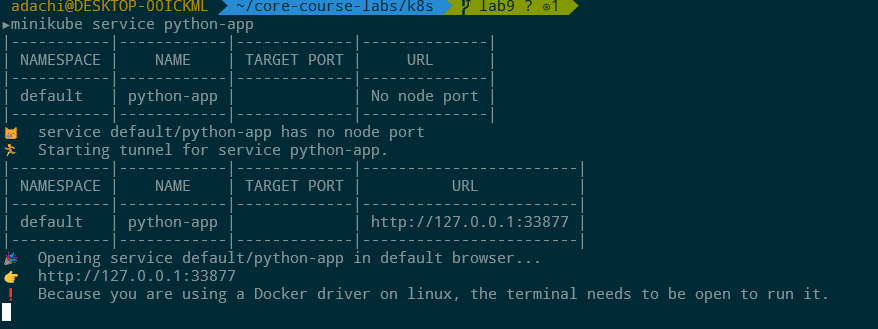 adachi@DESKTOP-00ICKML ~/core-course-labs/k8s lab9 ? ⊙1
▶minikube service python-app
|-----------|------------|-------------|--------------|
| NAMESPACE |    NAME    | TARGET PORT |     URL      |
|-----------|------------|-------------|--------------|
| default   | python-app |             | No node port |
|-----------|------------|-------------|--------------|
😿  service default/python-app has no node port
🏃  Starting tunnel for service python-app.
|-----------|------------|-------------|------------------------|
| NAMESPACE |    NAME    | TARGET PORT |          URL           |
|-----------|------------|-------------|------------------------|
| default   | python-app |             | http://127.0.0.1:33877 |
|-----------|------------|-------------|------------------------|
🎉  Opening service default/python-app in default browser...
👉  http://127.0.0.1:33877
❗  Because you are using a Docker driver on linux, the terminal needs to be open to run it.